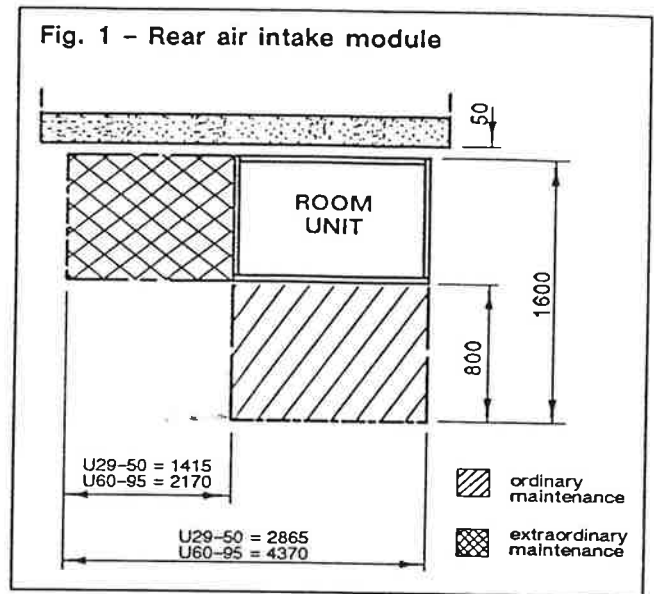 Fig. 1 – Rear air intake module
50
ROOM
UNIT
1600
800
U29–50 = 1415
U60–95 = 2170
U29–50 = 2865
U60–95 = 4370
ordinary
maintenance
extraordinary
maintenance